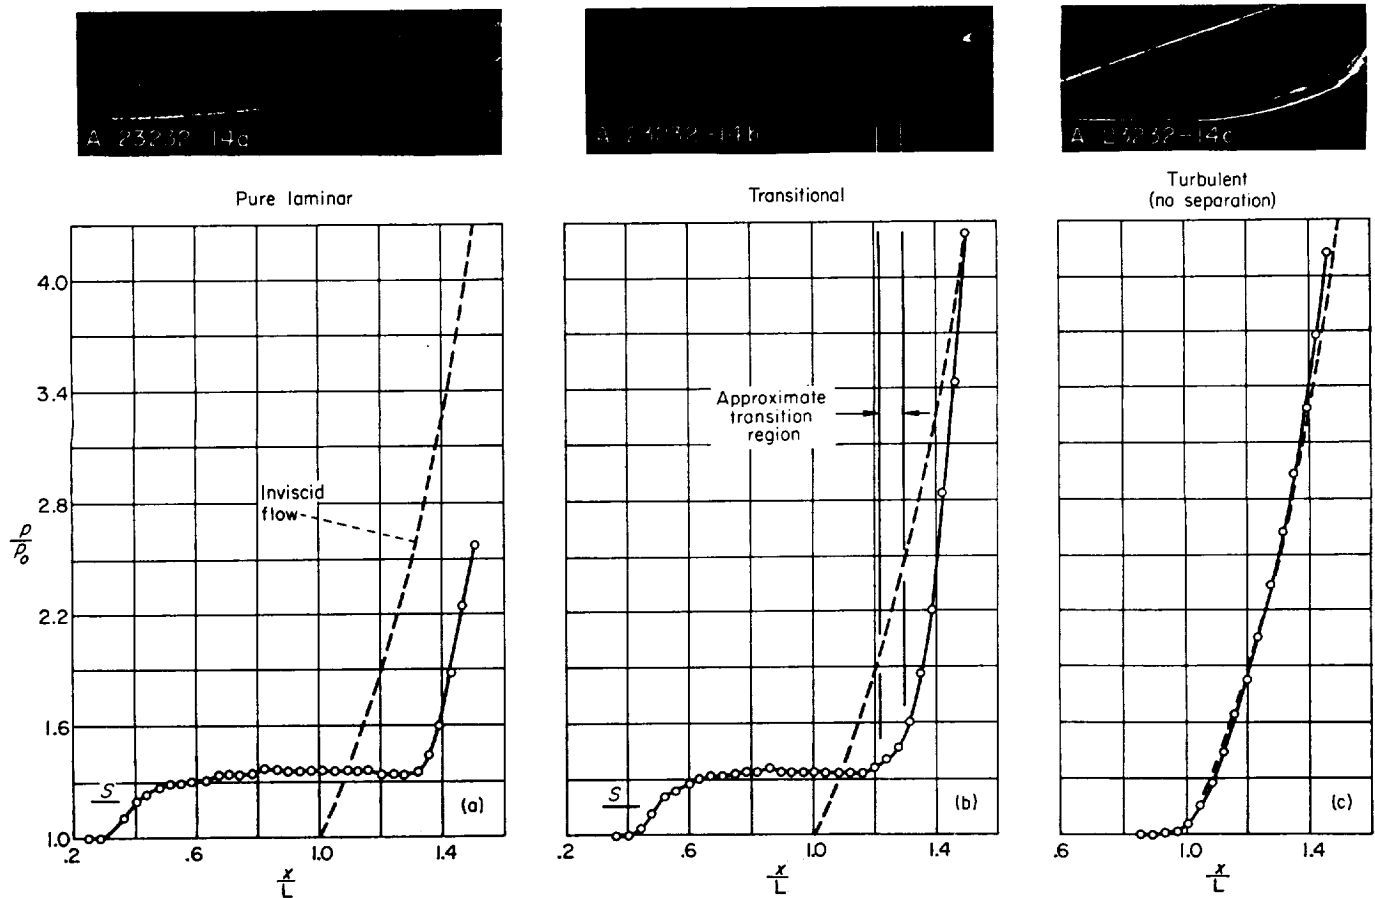 A 23232-14a
A 23232-14b
A 23232-14c
Pure laminar
Transitional
Turbulent
(no separation)
4.0
3.4
2.8
2.2
1.6
1.0
p
p₀
Inviscid
flow
S
(a)
.2
.6
1.0
1.4
x
L
Approximate
transition
region
S
(b)
.2
.6
1.0
1.4
x
L
(c)
.6
1.0
1.4
x
L